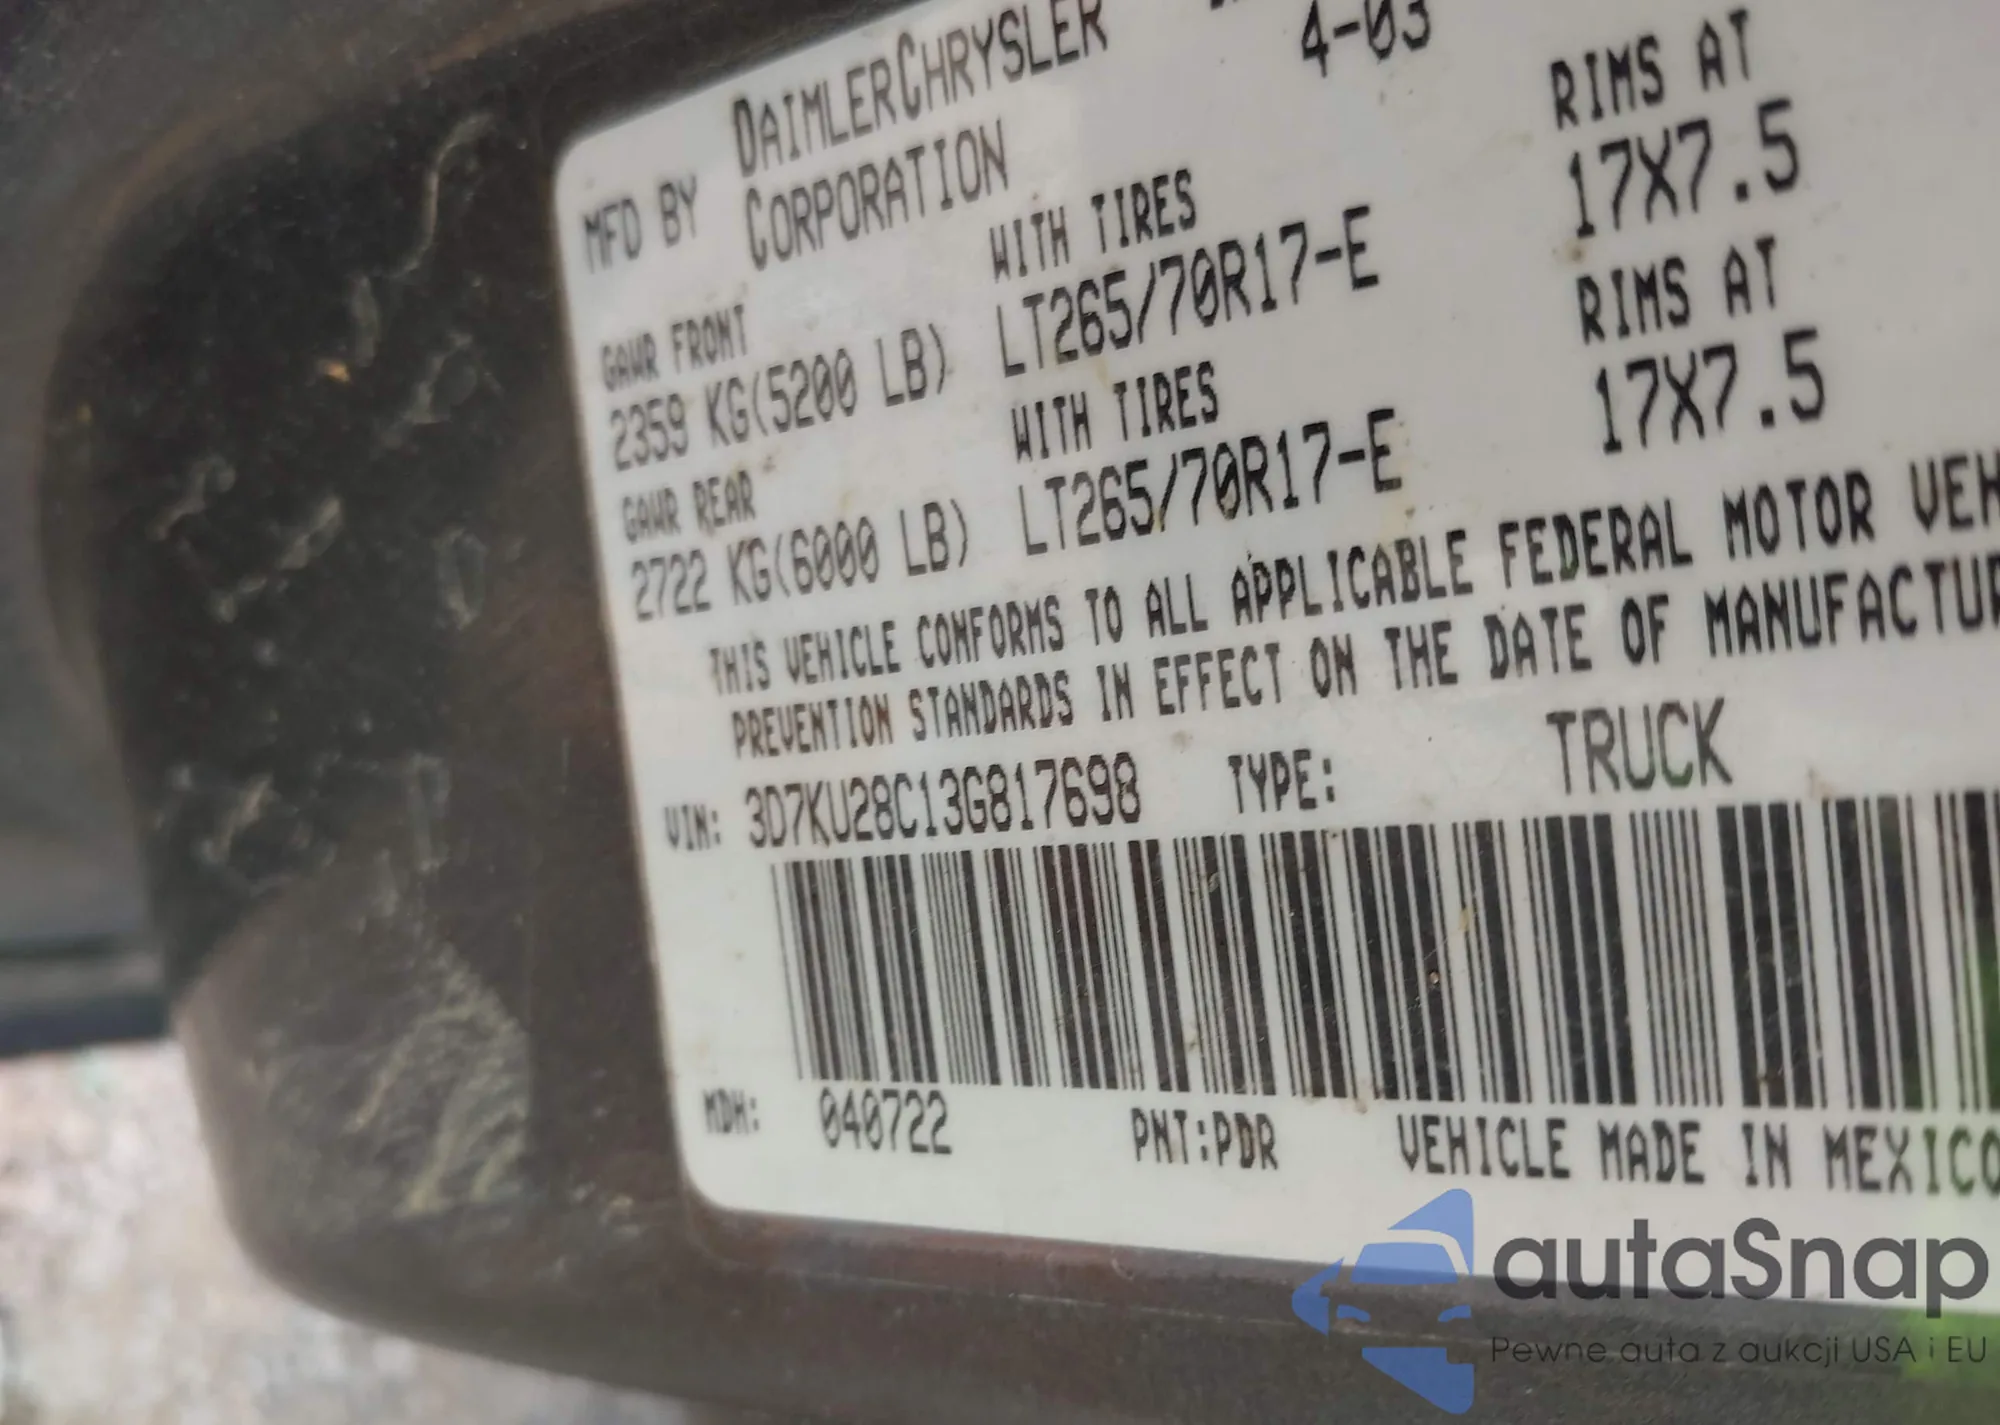 MFD BY DAIMLERCHRYSLER CORPORATION
4-03
GAWR FRONT WITH TIRES RIMS AT
2359 KG(5200 LB) LT265/70R17-E 17X7.5
GAWR REAR WITH TIRES RIMS AT
2722 KG(6000 LB) LT265/70R17-E 17X7.5
THIS VEHICLE CONFORMS TO ALL APPLICABLE FEDERAL MOTOR VEH
PREVENTION STANDARDS IN EFFECT ON THE DATE OF MANUFACTUR
VIN: 3D7KU28C13G817698 TYPE: TRUCK
MDH: 040722 PNT:PDR VEHICLE MADE IN MEXICO
autaSnap
Pewne auta z aukcji USA i EU